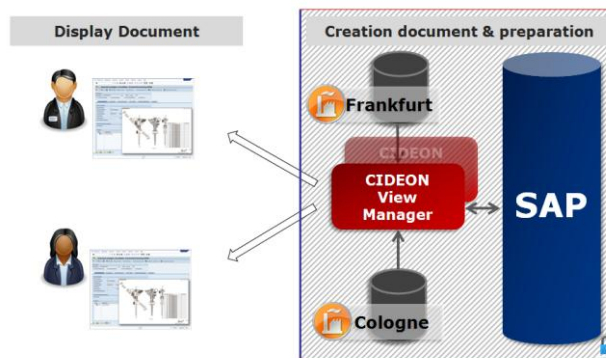 Display Document
Creation document & preparation
Frankfurt
CIDEON
CIDEON
View
Manager
SAP
Cologne